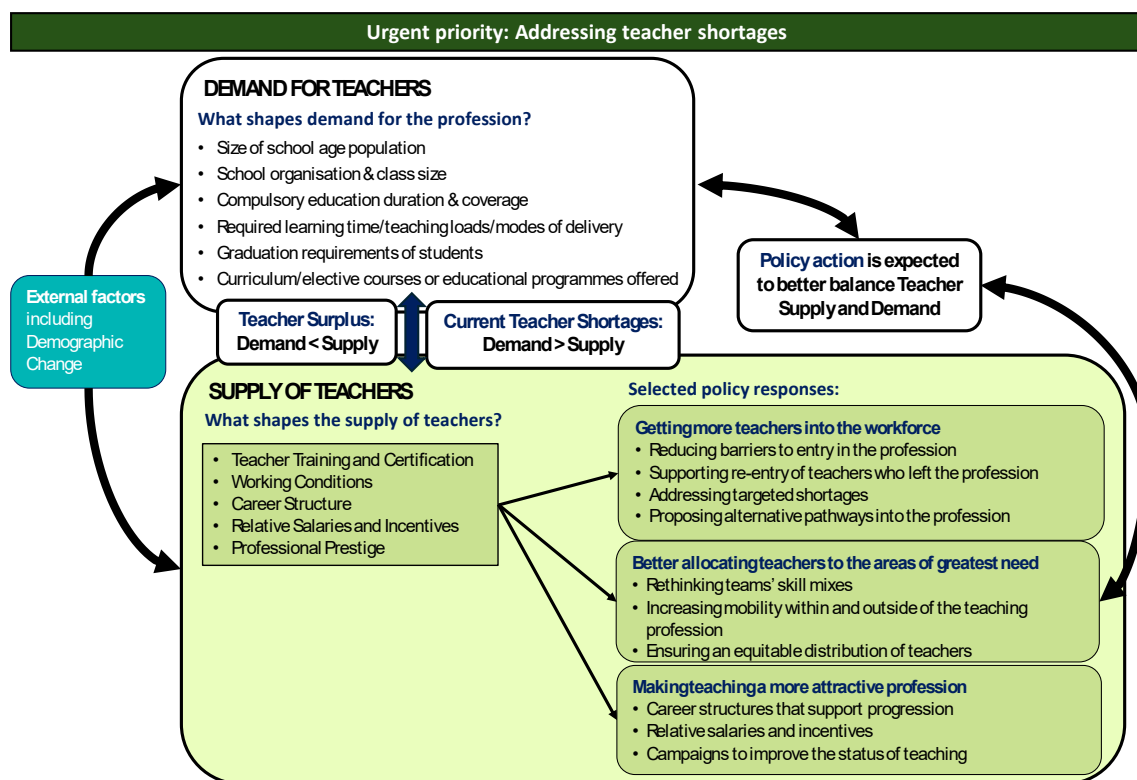 Urgent priority: Addressing teacher shortages
DEMAND FOR TEACHERS
What shapes demand for the profession?
• Size of school age population
• School organisation & class size
• Compulsory education duration & coverage
• Required learning time/teaching loads/modes of delivery
• Graduation requirements of students
• Curriculum/elective courses or educational programmes offered
External factors
including
Demographic
Change
Policy action is expected
to better balance Teacher
Supply and Demand
Teacher Surplus:
Demand < Supply
Current Teacher Shortages:
Demand > Supply
SUPPLY OF TEACHERS
What shapes the supply of teachers?
• Teacher Training and Certification
• Working Conditions
• Career Structure
• Relative Salaries and Incentives
• Professional Prestige
Selected policy responses:
Getting more teachers into the workforce
• Reducing barriers to entry in the profession
• Supporting re-entry of teachers who left the profession
• Addressing targeted shortages
• Proposing alternative pathways into the profession
Better allocating teachers to the areas of greatest need
• Rethinking teams' skill mixes
• Increasing mobility within and outside of the teaching
profession
• Ensuring an equitable distribution of teachers
Making teaching a more attractive profession
• Career structures that support progression
• Relative salaries and incentives
• Campaigns to improve the status of teaching